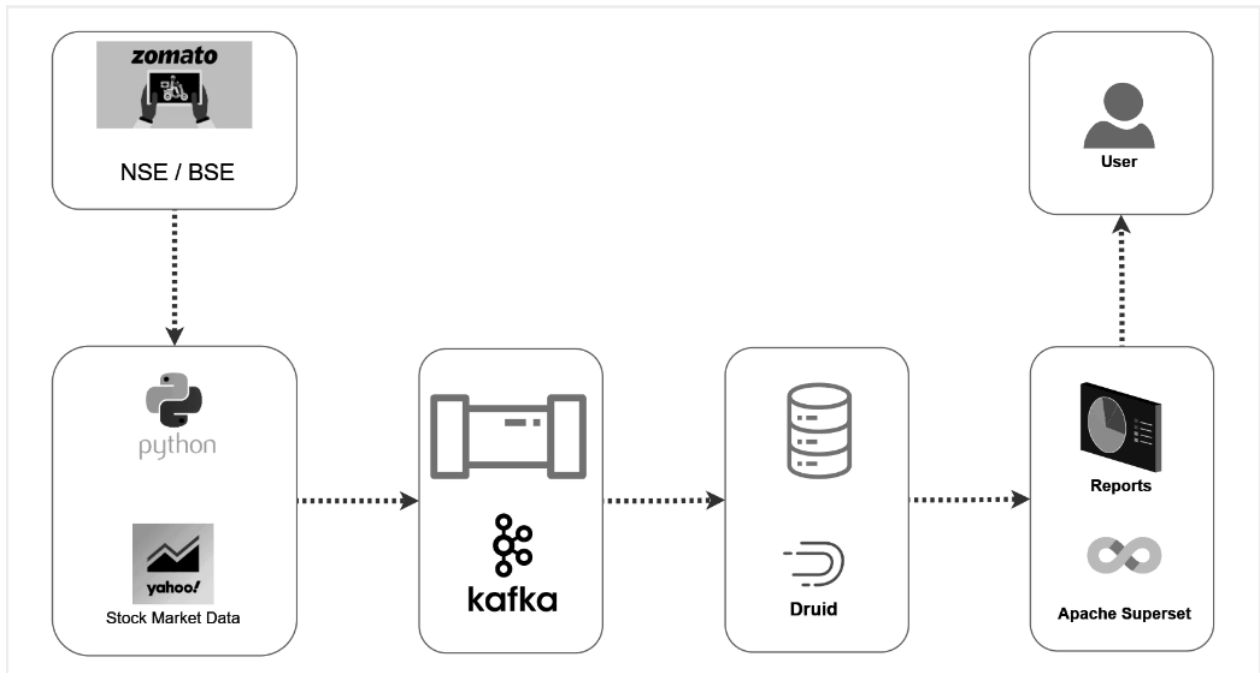 zomato
NSE / BSE
User
python
yahoo!
Stock Market Data
kafka
Druid
Reports
Apache Superset